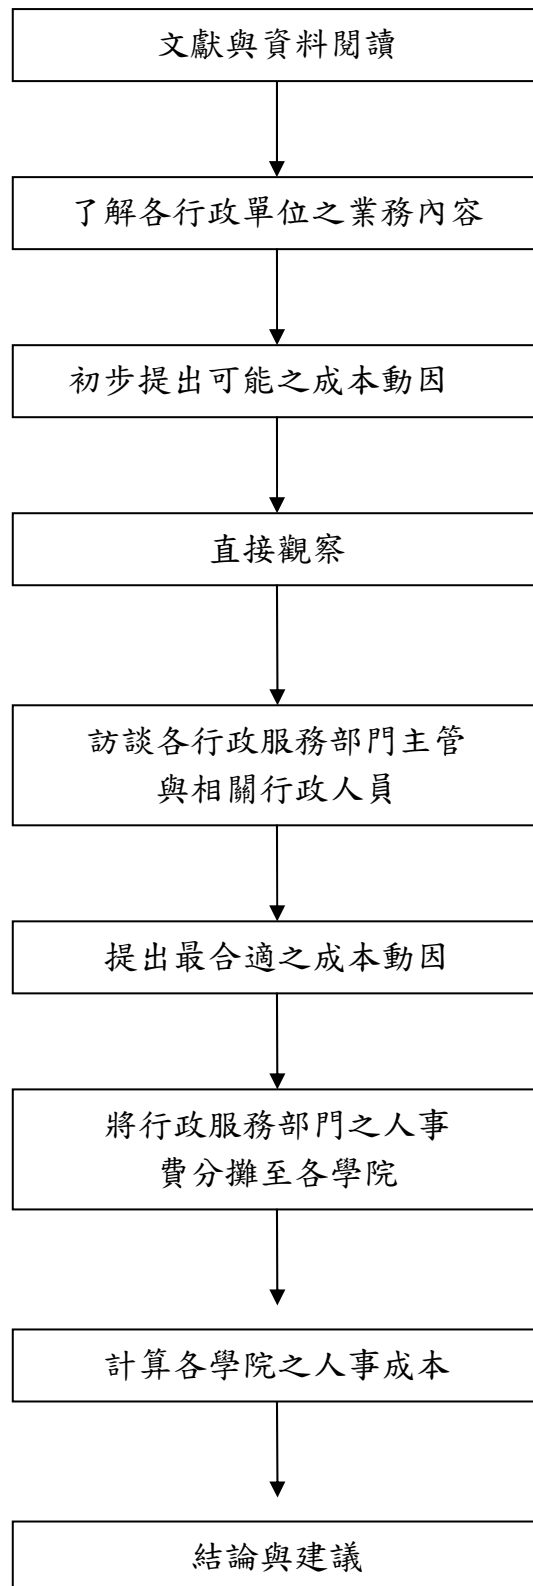 文獻與資料閱讀
了解各行政單位之業務內容
初步提出可能之成本動因
直接觀察
訪談各行政服務部門主管
與相關行政人員
提出最合適之成本動因
將行政服務部門之人事
費分攤至各學院
計算各學院之人事成本
結論與建議